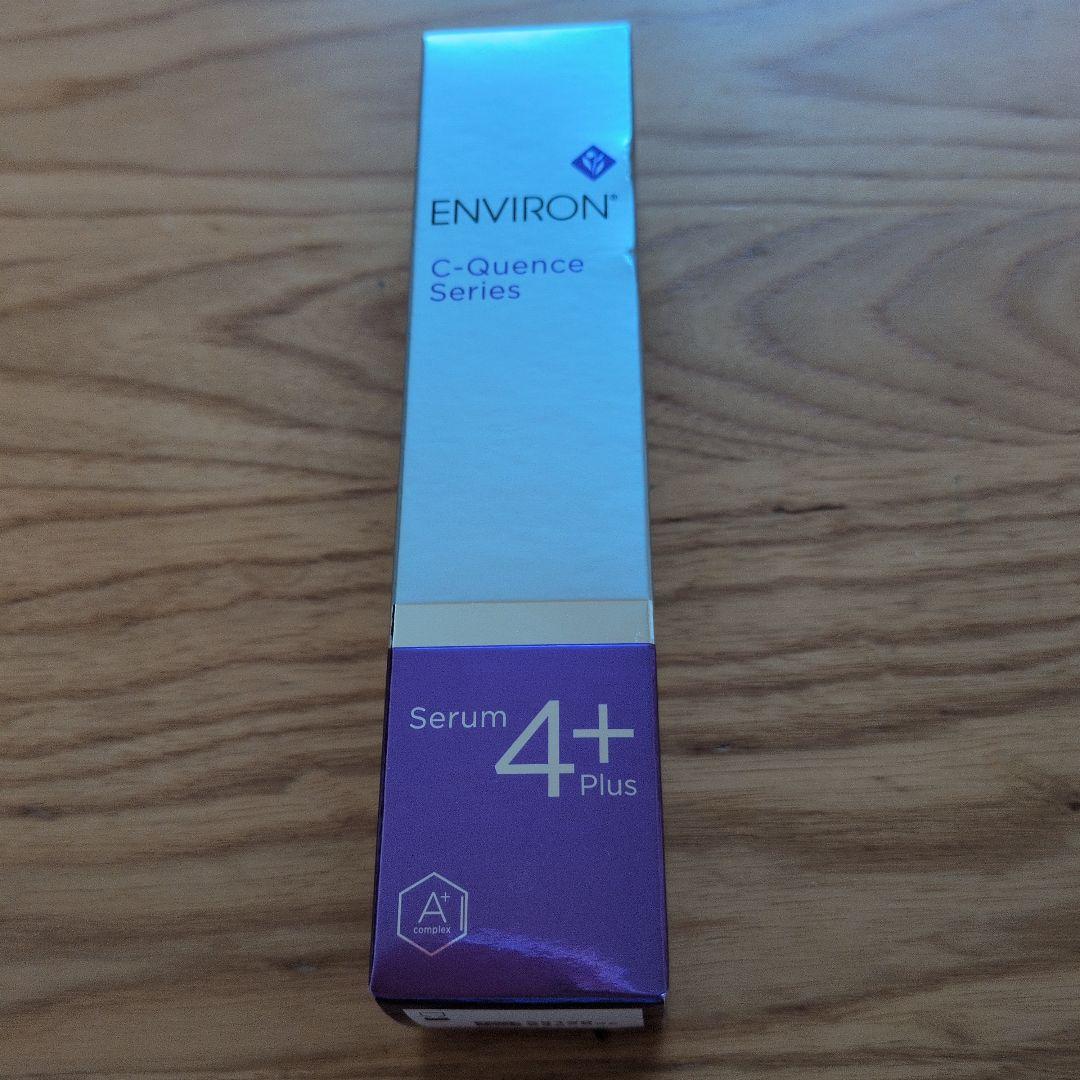 ENVIRON®
C-Quence
Series
Serum 4+
Plus
A+
complex